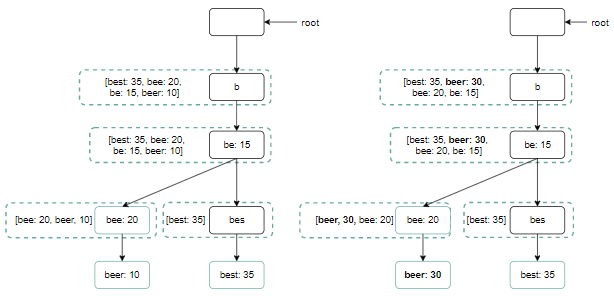 root
[best: 35, bee: 20,
be: 15, beer: 10]
b
[best: 35, bee: 20,
be: 15, beer: 10]
be: 15
[bee: 20, beer, 10]
bee: 20
[best: 35]
bes
beer: 10
best: 35
root
[best: 35, beer: 30,
bee: 20, be: 15]
b
[best: 35, beer: 30,
bee: 20, be: 15]
be: 15
[beer, 30, bee: 20]
bee: 20
[best: 35]
bes
beer: 30
best: 35